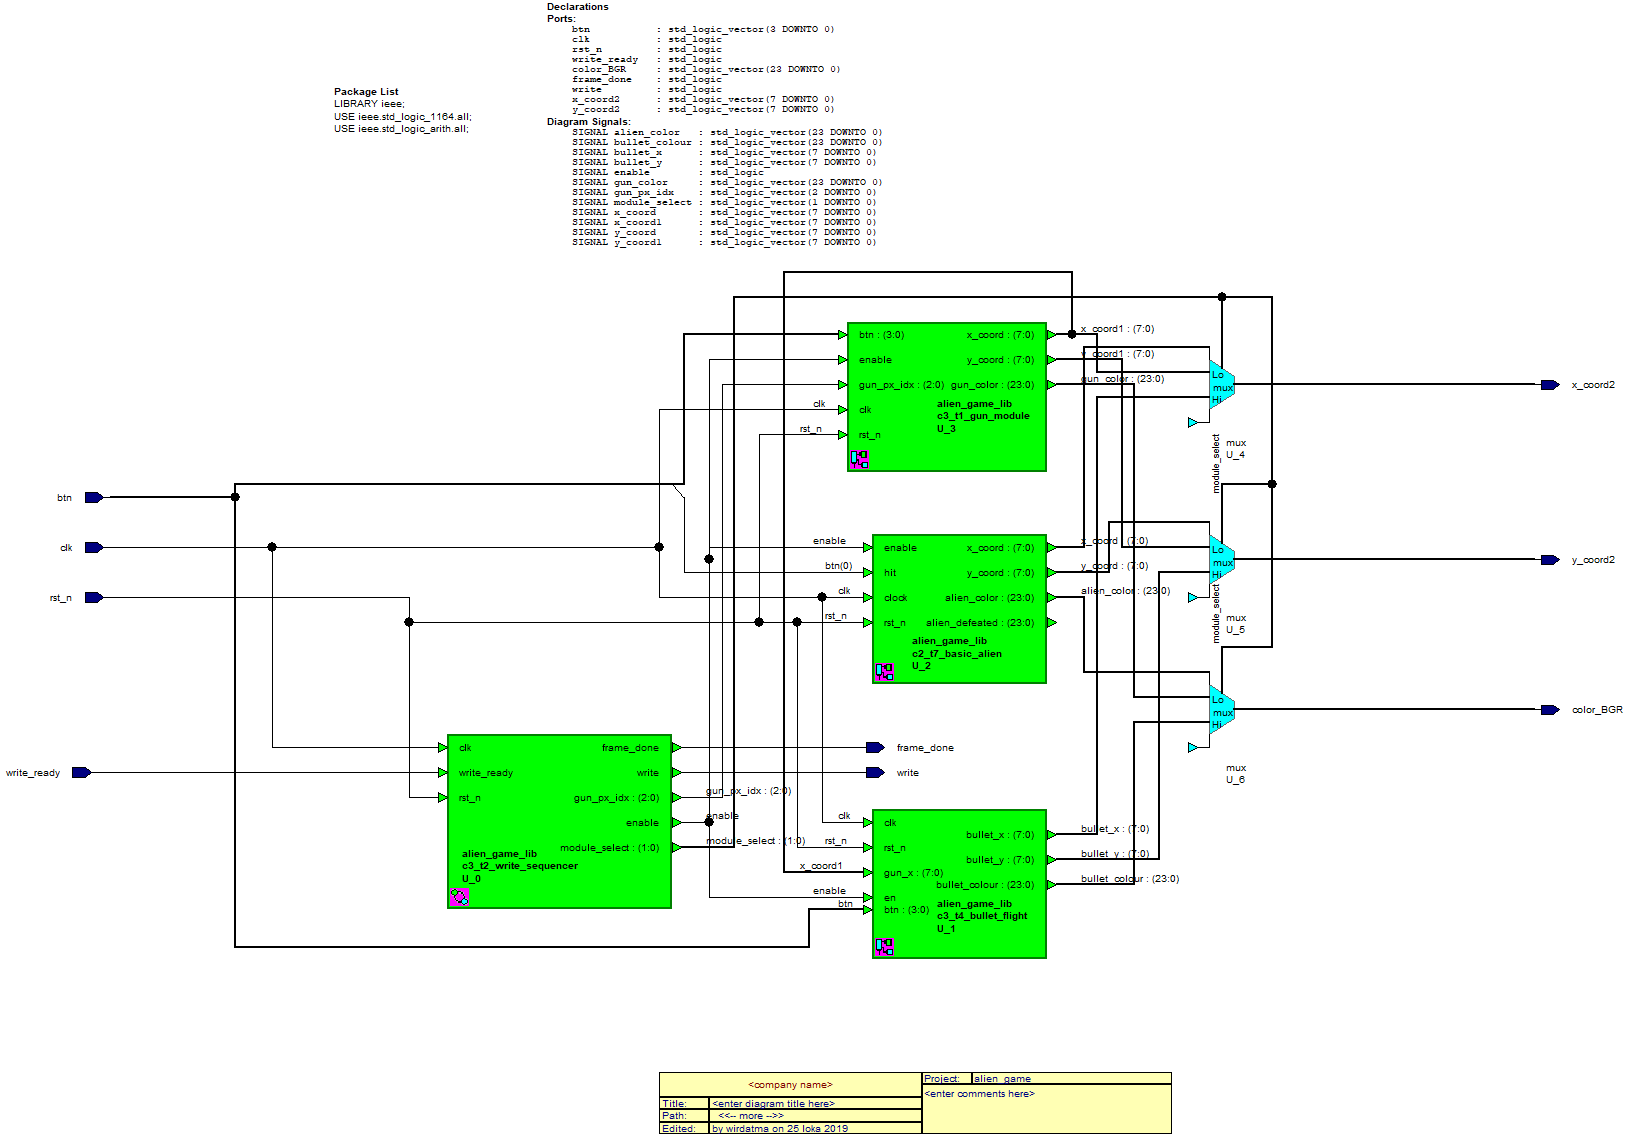 Declarations
Ports:
btn : std_logic_vector(3 DOWNTO 0)
clk : std_logic
rst_n : std_logic
write_ready : std_logic
color_BGR : std_logic_vector(23 DOWNTO 0)
frame_done : std_logic
write : std_logic
x_coord2 : std_logic_vector(7 DOWNTO 0)
y_coord2 : std_logic_vector(7 DOWNTO 0)
Diagram Signals:
SIGNAL alien_color : std_logic_vector(23 DOWNTO 0)
SIGNAL bullet_colour : std_logic_vector(23 DOWNTO 0)
SIGNAL bullet_x : std_logic_vector(7 DOWNTO 0)
SIGNAL bullet_y : std_logic_vector(7 DOWNTO 0)
SIGNAL enable : std_logic
SIGNAL gun_color : std_logic_vector(23 DOWNTO 0)
SIGNAL gun_px_idx : std_logic_vector(2 DOWNTO 0)
SIGNAL module_select : std_logic_vector(1 DOWNTO 0)
SIGNAL x_coord : std_logic_vector(7 DOWNTO 0)
SIGNAL x_coord1 : std_logic_vector(7 DOWNTO 0)
SIGNAL y_coord : std_logic_vector(7 DOWNTO 0)
SIGNAL y_coord1 : std_logic_vector(7 DOWNTO 0)
Package List
LIBRARY ieee;
USE ieee.std_logic_1164.all;
USE ieee.std_logic_arith.all;
btn : (3:0)
enable
gun_px_idx : (2:0)
clk
rst_n
x_coord : (7:0)
y_coord : (7:0)
gun_color : (23:0)
alien_game_lib
c3_t1_gun_module
U_3
clk
rst_n
x_coord1 : (7:0)
y_coord1 : (7:0)
gun_color : (23:0)
Lo
mux
Hi
module_select
mux
U_4
x_coord2
btn
clk
rst_n
write_ready
enable
btn(0)
clk
rst_n
enable
hit
clock
rst_n
x_coord : (7:0)
y_coord : (7:0)
alien_color : (23:0)
alien_defeated : (23:0)
alien_game_lib
c2_t7_basic_alien
U_2
x_coord : (7:0)
y_coord : (7:0)
alien_color : (23:0)
Lo
mux
Hi
module_select
mux
U_5
y_coord2
Lo
mux
Hi
mux
U_6
color_BGR
clk
write_ready
rst_n
frame_done
write
gun_px_idx : (2:0)
enable
module_select : (1:0)
alien_game_lib
c3_t2_write_sequencer
U_0
frame_done
write
gun_px_idx : (2:0)
enable
module_select : (1:0)
clk
rst_n
x_coord1
enable
btn
clk
rst_n
gun_x : (7:0)
en
btn : (3:0)
bullet_x : (7:0)
bullet_y : (7:0)
bullet_colour : (23:0)
alien_game_lib
c3_t4_bullet_flight
U_1
bullet_x : (7:0)
bullet_y : (7:0)
bullet_colour : (23:0)
<company name>
Project: alien_game
<enter comments here>
Title: <enter diagram title here>
Path: <<-- more -->>
Edited: by wirdatma on 25 loka 2019